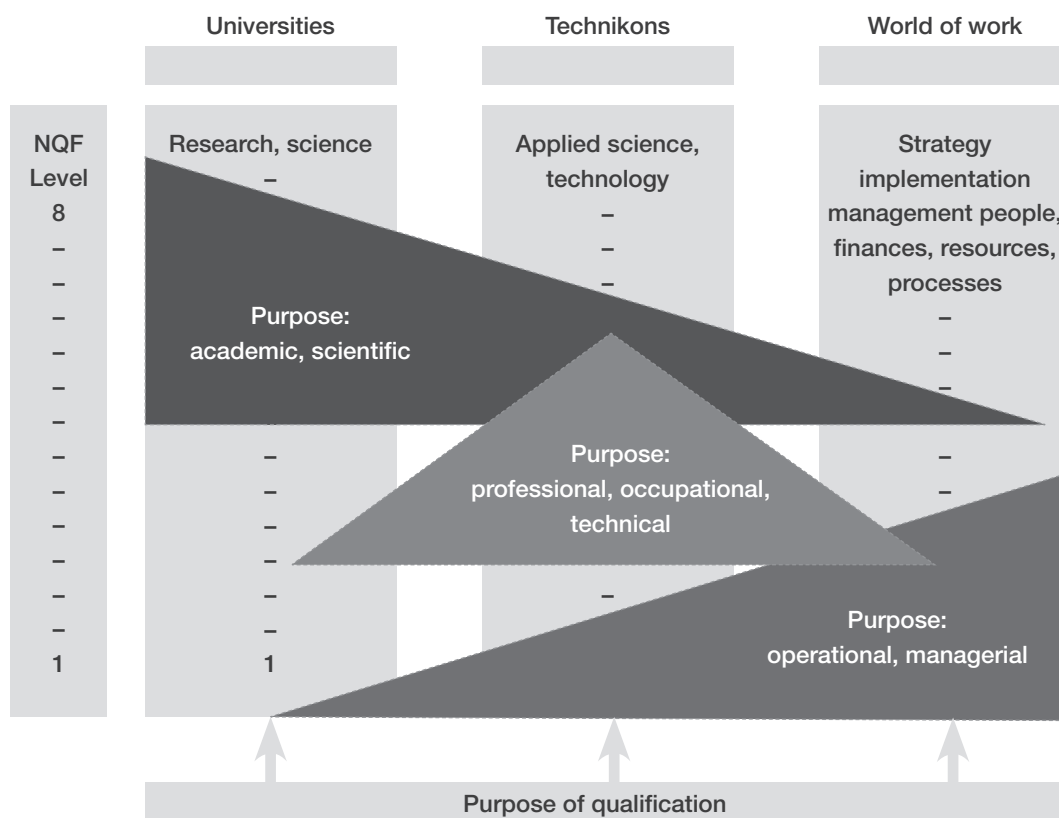 Universities
Technikons
World of work
NQF
Level
8
–
–
–
–
–
–
–
–
–
–
–
–
1
Research, science
–
–
–
–
1
Applied science,
technology
–
–
–
–
Strategy
implementation
management people,
finances, resources,
processes
–
–
–
–
–
Purpose:
academic, scientific
Purpose:
professional, occupational,
technical
Purpose:
operational, managerial
Purpose of qualification